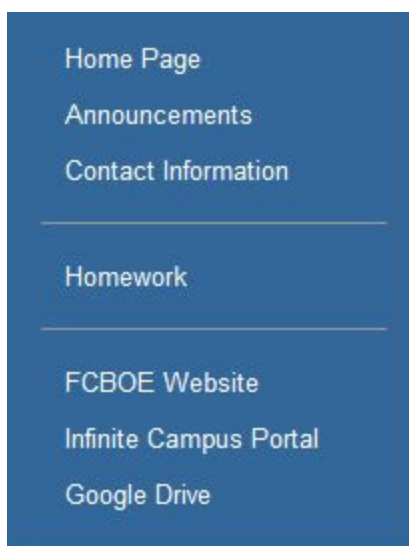 Home Page
Announcements
Contact Information
Homework
FCBOE Website
Infinite Campus Portal
Google Drive